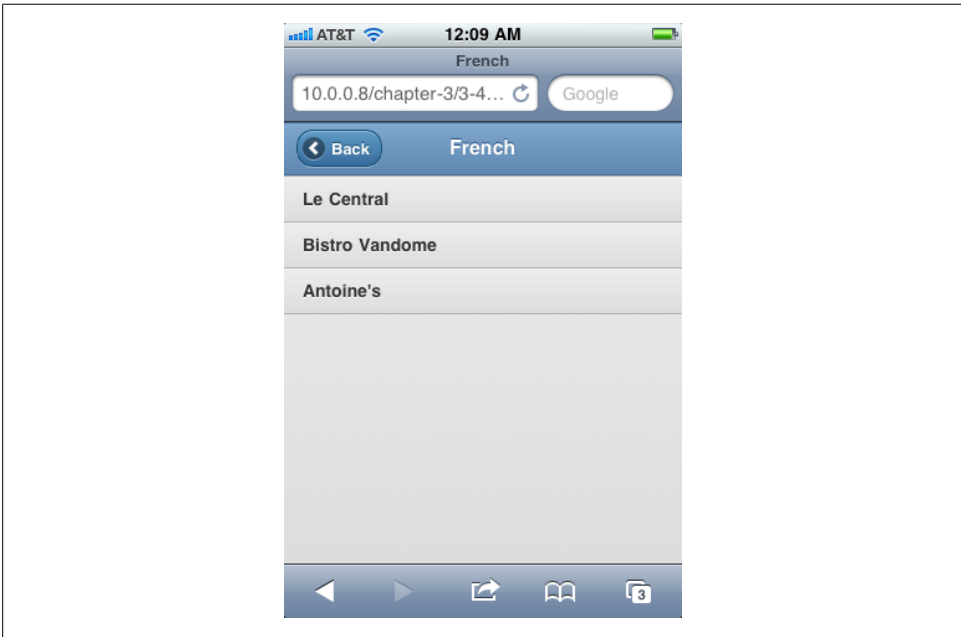 AT&T 12:09 AM
French
10.0.0.8/chapter-3/3-4... Google
Back French
Le Central
Bistro Vandome
Antoine's
3